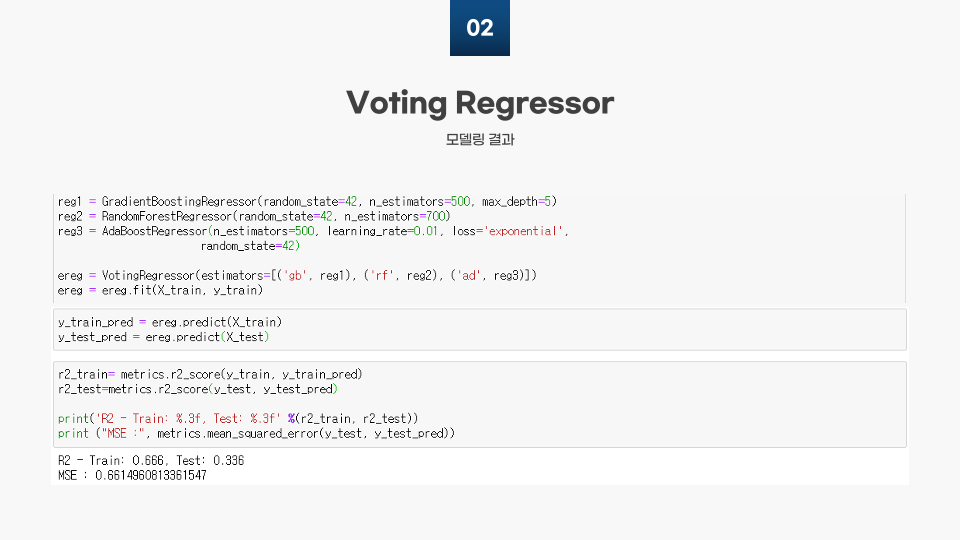 02
Voting Regressor
모델링 결과
reg1 = GradientBoostingRegressor(random_state=42, n_estimators=500, max_depth=5)
reg2 = RandomForestRegressor(random_state=42, n_estimators=700)
reg3 = AdaBoostRegressor(n_estimators=500, learning_rate=0.01, loss='exponential',
random_state=42)
ereg = VotingRegressor(estimators=[('gb', reg1), ('rf', reg2), ('ad', reg3)])
ereg = ereg.fit(X_train, y_train)
y_train_pred = ereg.predict(X_train)
y_test_pred = ereg.predict(X_test)
r2_train= metrics.r2_score(y_train, y_train_pred)
r2_test=metrics.r2_score(y_test, y_test_pred)
print('R2 - Train: %.3f, Test: %.3f' %(r2_train, r2_test))
print ("MSE :", metrics.mean_squared_error(y_test, y_test_pred))
R2 - Train: 0.666, Test: 0.336
MSE : 0.6614960813361547